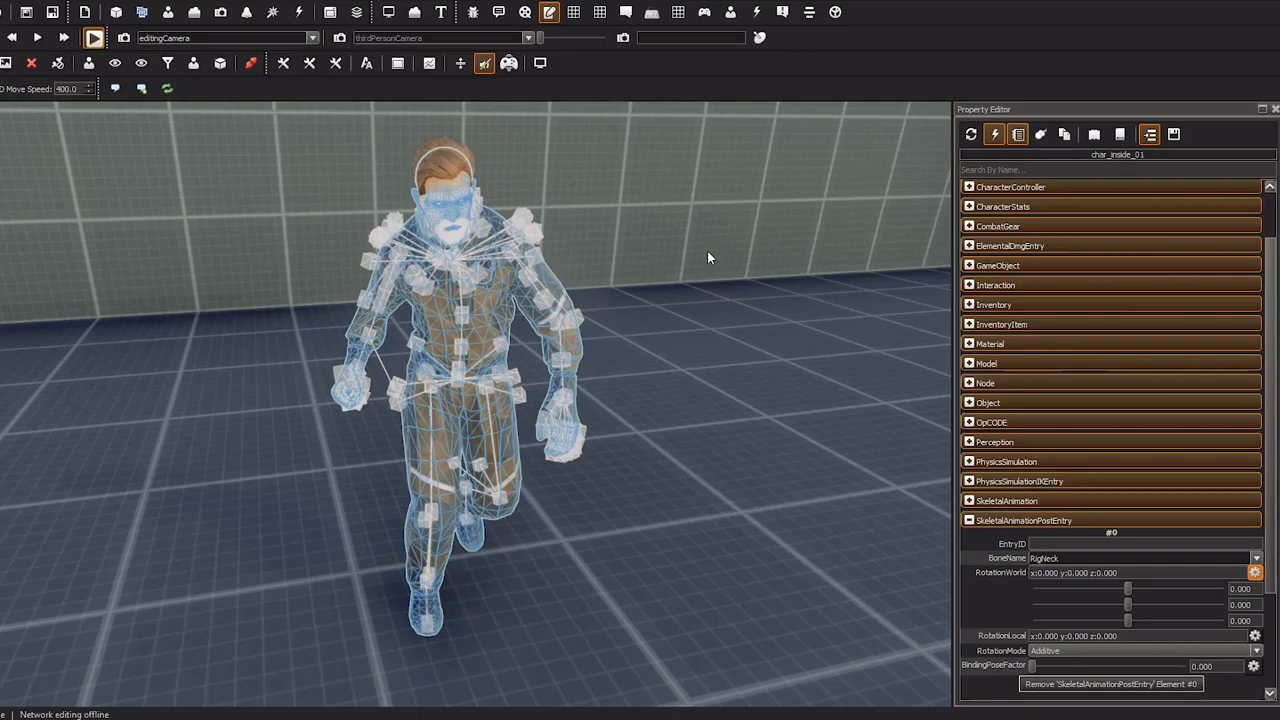 T
editingCamera
thirdPersonCamera
D Move Speed: 400.0
Property Editor
char_inside_01
Search By Name...
CharacterController
CharacterStats
CombatGear
ElementalDmgEntry
GameObject
Interaction
Inventory
InventoryItem
Material
Model
Node
Object
OpCODE
Perception
PhysicsSimulation
PhysicsSimulationIKEntry
SkeletalAnimation
SkeletalAnimationPostEntry
#0
EntryID
BoneName RigNeck
RotationWorld x:0.000 y:0.000 z:0.000
0.000
0.000
0.000
RotationLocal x:0.000 y:0.000 z:0.000
RotationMode Additive
BindingPoseFactor 0.000
Remove 'SkeletalAnimationPostEntry' Element #0
e | Network editing offline